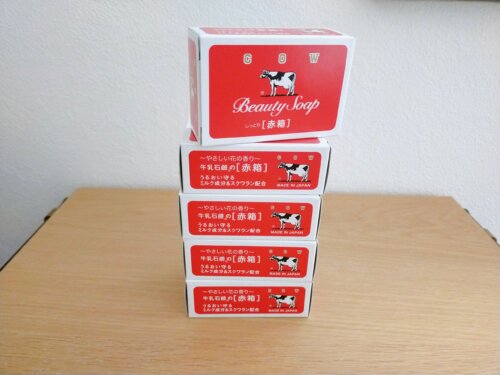 COW
Beauty Soap
しっとり [赤箱]
～やさしい花の香り～
牛乳石鹸の[赤箱]
うるおい守る
ミルク成分&スクワラン配合
COW
MADE IN JAPAN
～やさしい花の香り～
牛乳石鹸の[赤箱]
うるおい守る
ミルク成分&スクワラン配合
COW
MADE IN JAPAN
～やさしい花の香り～
牛乳石鹸の[赤箱]
うるおい守る
ミルク成分&スクワラン配合
COW
MADE IN JAPAN
～やさしい花の香り～
牛乳石鹸の[赤箱]
うるおい守る
ミルク成分&スクワラン配合
COW
MADE IN JAPAN